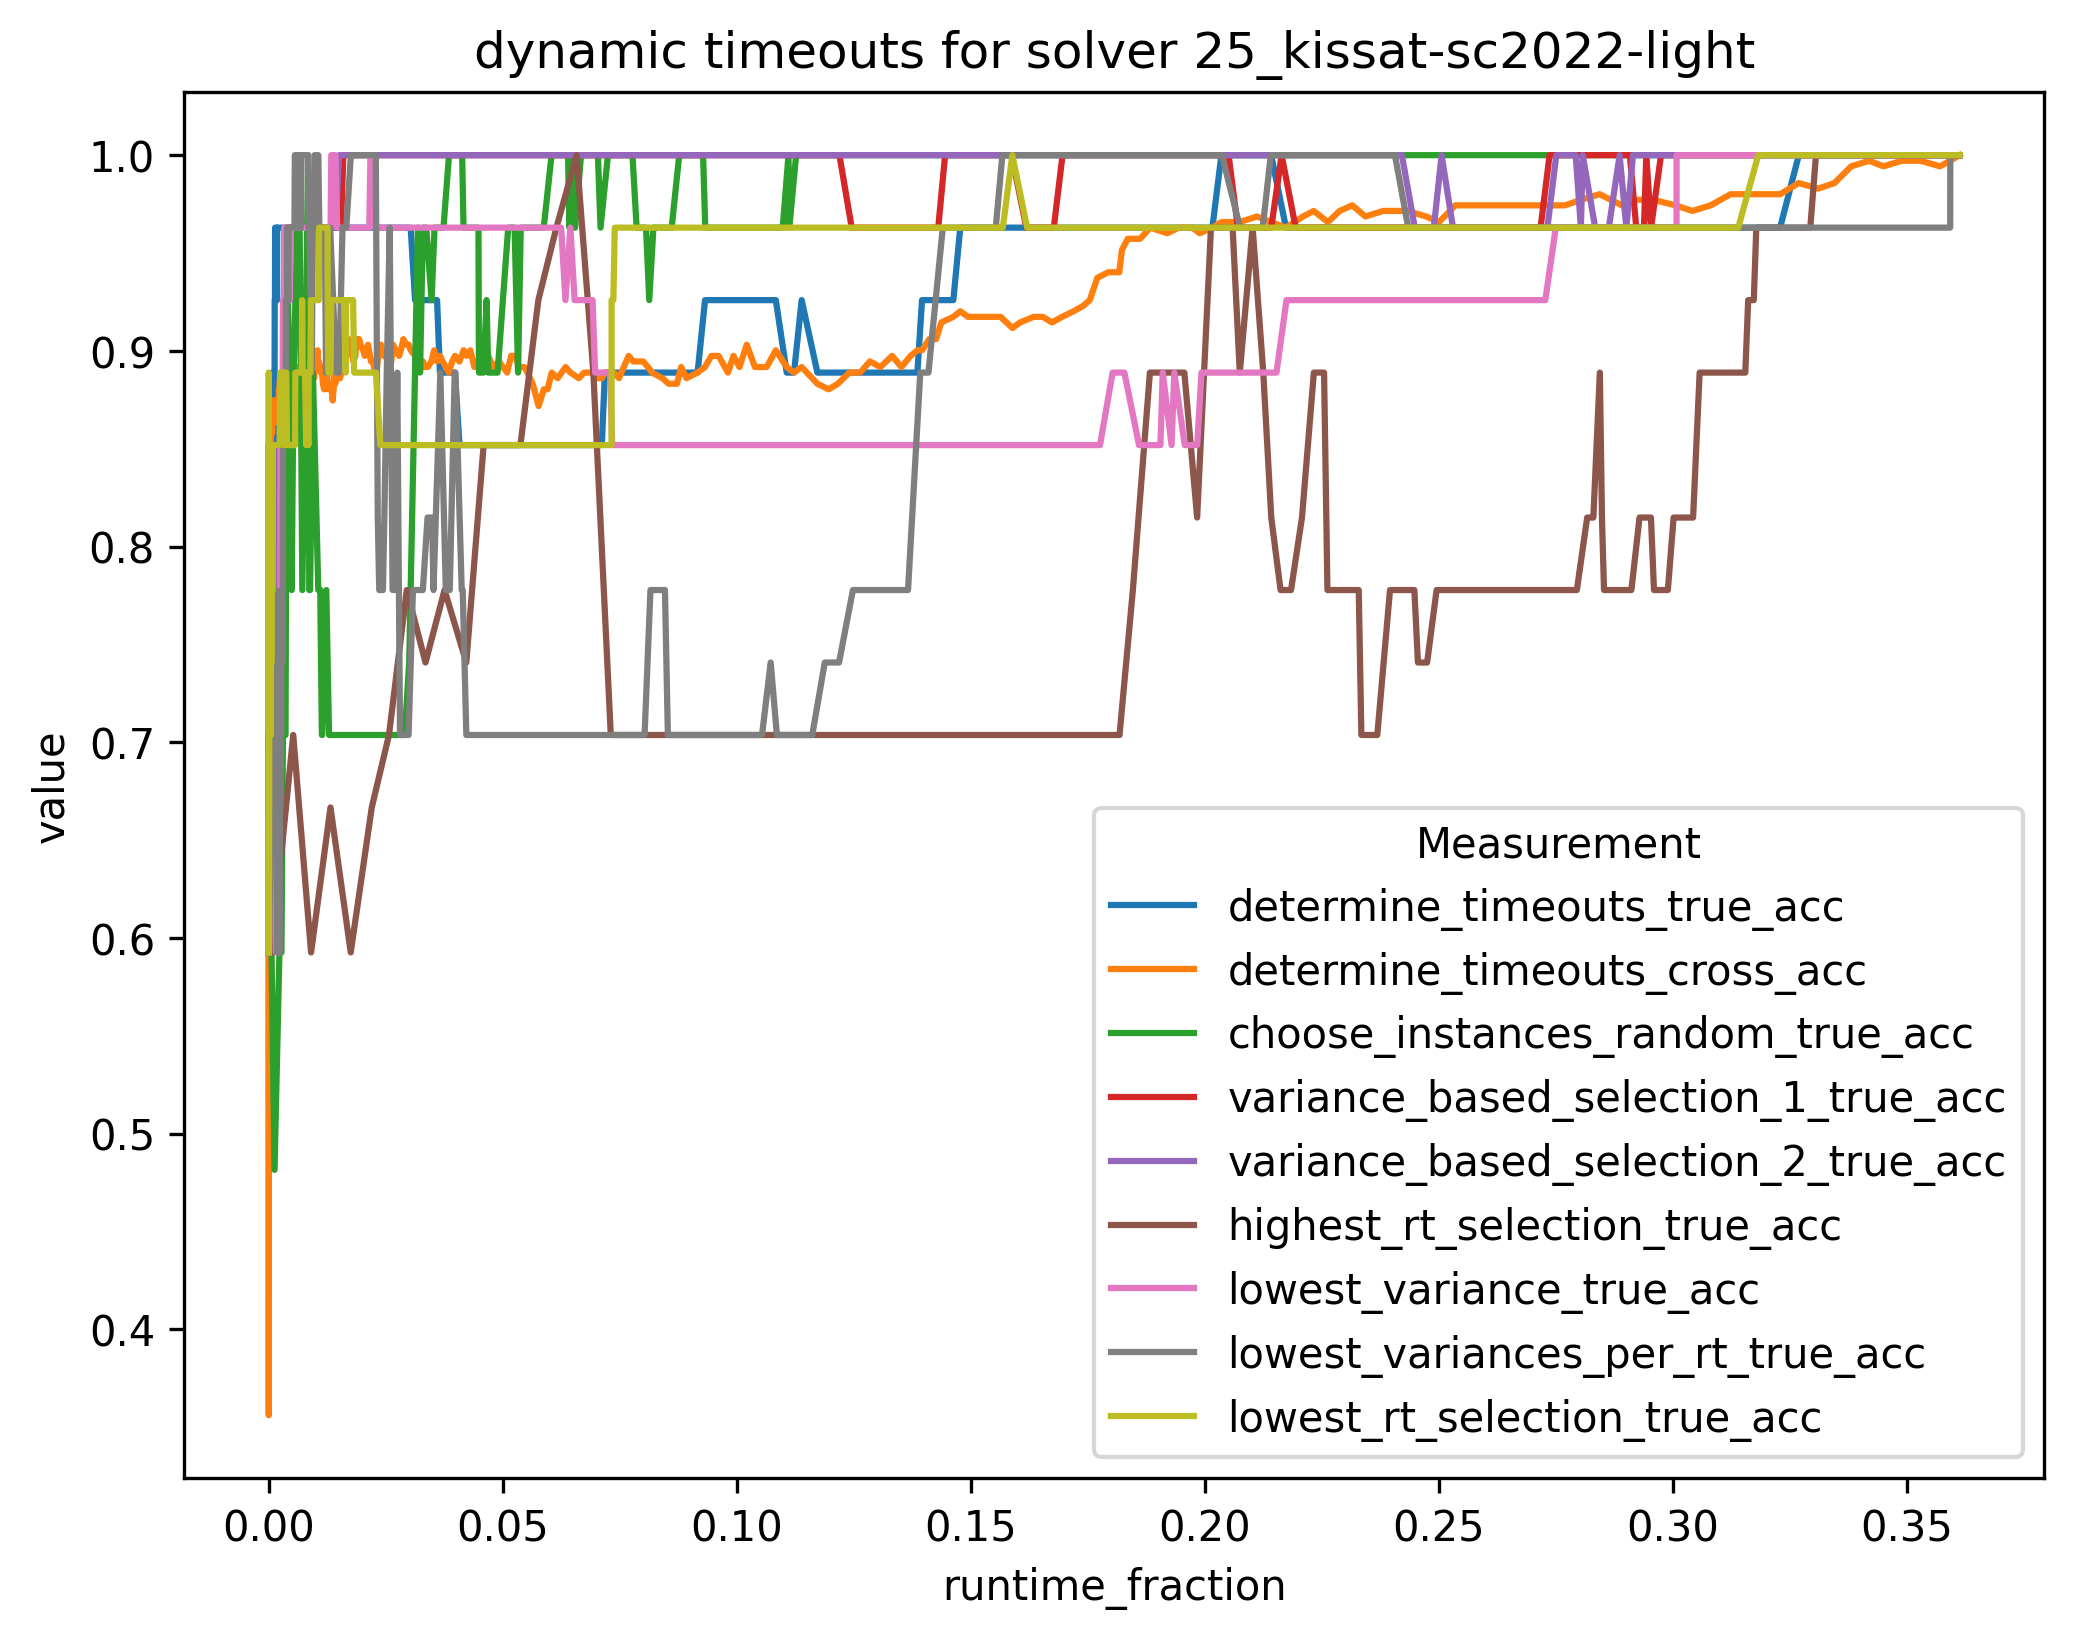 dynamic timeouts for solver 25_kissat-sc2022-light
1.0
0.9
0.8
0.7
0.6
0.5
0.4
value
Measurement
determine_timeouts_true_acc
determine_timeouts_cross_acc
choose_instances_random_true_acc
variance_based_selection_1_true_acc
variance_based_selection_2_true_acc
highest_rt_selection_true_acc
lowest_variance_true_acc
lowest_variances_per_rt_true_acc
lowest_rt_selection_true_acc
0.00 0.05 0.10 0.15 0.20 0.25 0.30 0.35
runtime_fraction